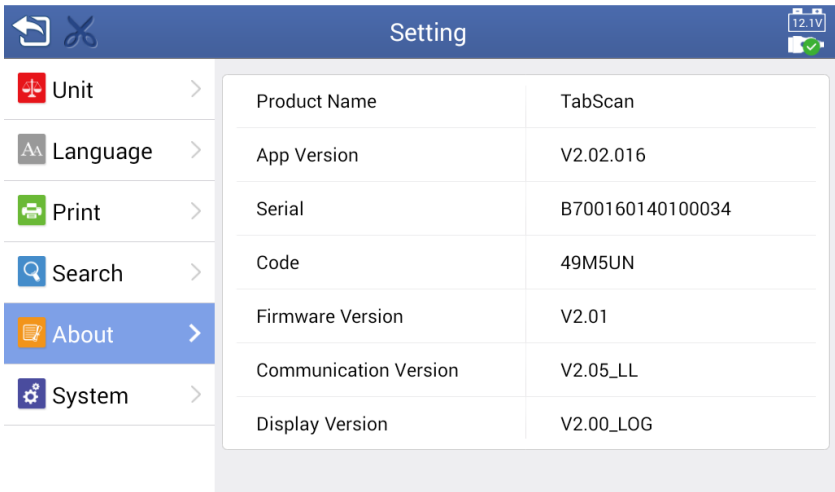 Setting
12.1V
Unit
Language
Print
Search
About
System
Product Name TabScan
App Version V2.02.016
Serial B700160140100034
Code 49M5UN
Firmware Version V2.01
Communication Version V2.05_LL
Display Version V2.00_LOG